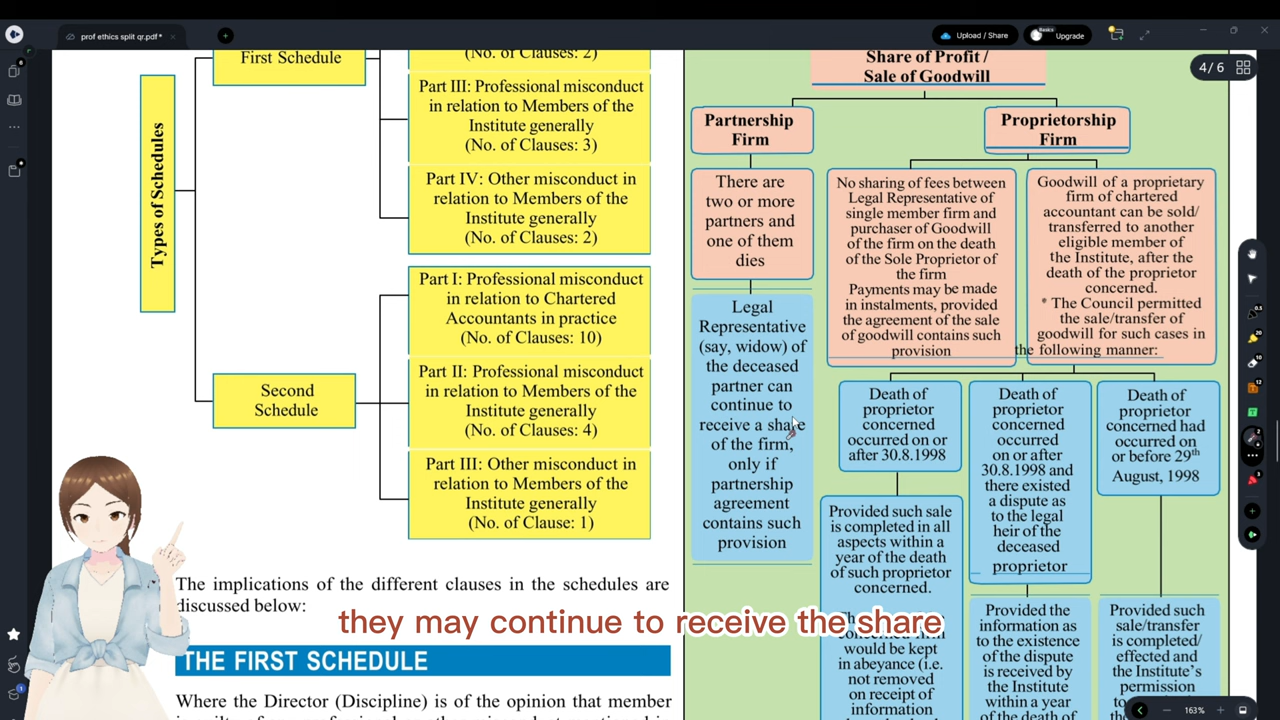 prof ethics split qr.pdf*
Upload / Share
Basics
Upgrade
4/6
Types of Schedules
First Schedule
(No. of Clauses: 2)
Part III: Professional misconduct
in relation to Members of the
Institute generally
(No. of Clauses: 3)
Part IV: Other misconduct in
relation to Members of the
Institute generally
(No. of Clauses: 2)
Second
Schedule
Part I: Professional misconduct
in relation to Chartered
Accountants in practice
(No. of Clauses: 10)
Part II: Professional misconduct
in relation to Members of the
Institute generally
(No. of Clauses: 4)
Part III: Other misconduct in
relation to Members of the
Institute generally
(No. of Clause: 1)
The implications of the different clauses in the schedules are
discussed below:
THE FIRST SCHEDULE
Where the Director (Discipline) is of the opinion that member
Share of Profit /
Sale of Goodwill
Partnership
Firm
There are
two or more
partners and
one of them
dies
Legal
Representative
(say, widow) of
the deceased
partner can
continue to
receive a share
of the firm,
only if
partnership
agreement
contains such
provision
Proprietorship
Firm
No sharing of fees between
Legal Representative of
single member firm and
purchaser of Goodwill
of the firm on the death
of the Sole Proprietor of
the firm
Payments may be made
in instalments, provided
the agreement of the sale
of goodwill contains such
provision
Goodwill of a proprietary
firm of chartered
accountant can be sold/
transferred to another
eligible member of
the Institute, after the
death of the proprietor
concerned.
* The Council permitted
the sale/transfer of
goodwill for such cases in
the following manner:
Death of
proprietor
concerned
occurred on or
after 30.8.1998
Provided such sale
is completed in all
aspects within a
year of the death
of such proprietor
concerned.
would be kept
in abeyance (i.e.
not removed
on receipt of
information
Death of
proprietor
concerned
occurred
on or after
30.8.1998 and
there existed
a dispute as
to the legal
heir of the
deceased
proprietor
Provided the
information as
to the existence
of the dispute
is received by
the Institute
within a year
of the death of
Death of
proprietor
concerned had
occurred on
or before 29th
August, 1998
Provided such
sale/transfer
is completed/
effected and
the Institute's
permission
they may continue to receive the share
163%